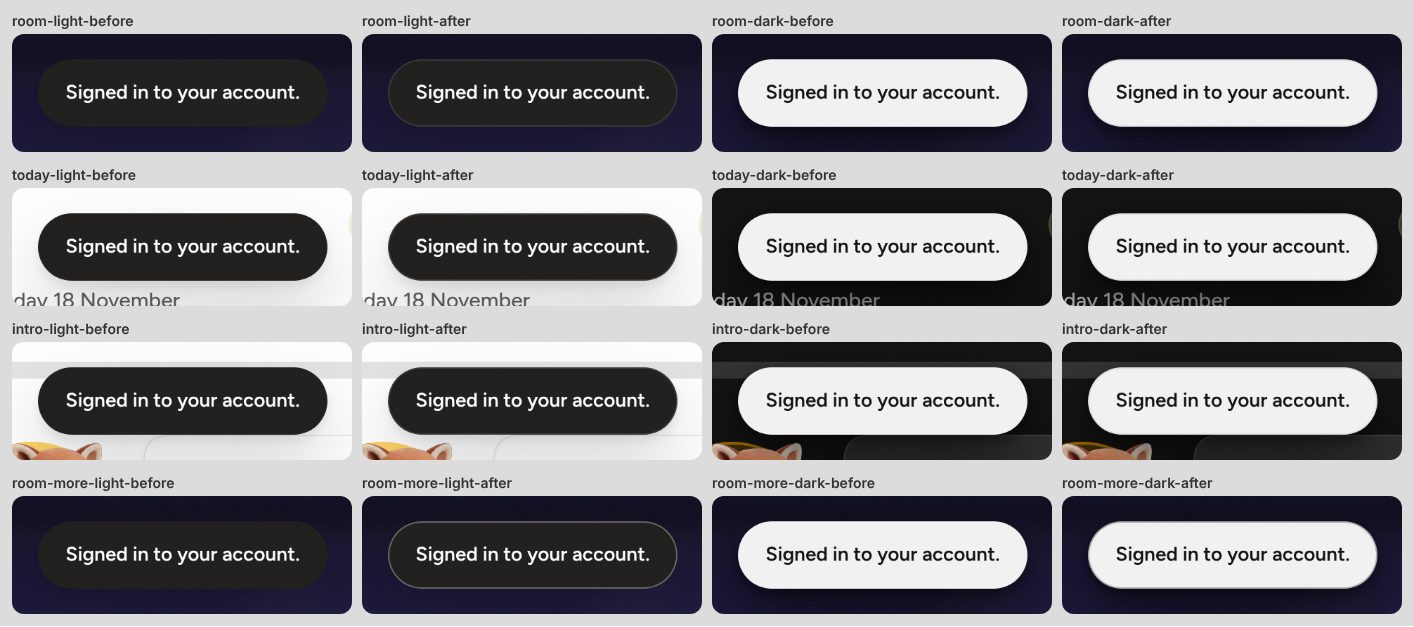 room-light-before room-light-after room-dark-before room-dark-after
Signed in to your account. Signed in to your account. Signed in to your account. Signed in to your account.
today-light-before today-light-after today-dark-before today-dark-after
Signed in to your account. Signed in to your account. Signed in to your account. Signed in to your account.
day 18 November day 18 November day 18 November day 18 November
intro-light-before intro-light-after intro-dark-before intro-dark-after
Signed in to your account. Signed in to your account. Signed in to your account. Signed in to your account.
room-more-light-before room-more-light-after room-more-dark-before room-more-dark-after
Signed in to your account. Signed in to your account. Signed in to your account. Signed in to your account.